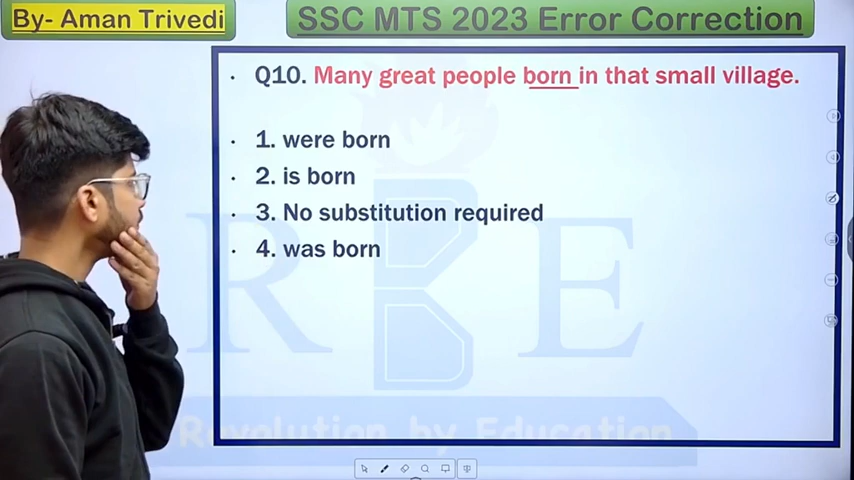 By- Aman Trivedi
SSC MTS 2023 Error Correction
• Q10. Many great people born in that small village.
• 1. were born
• 2. is born
• 3. No substitution required
• 4. was born
R B E
Revolution by Education